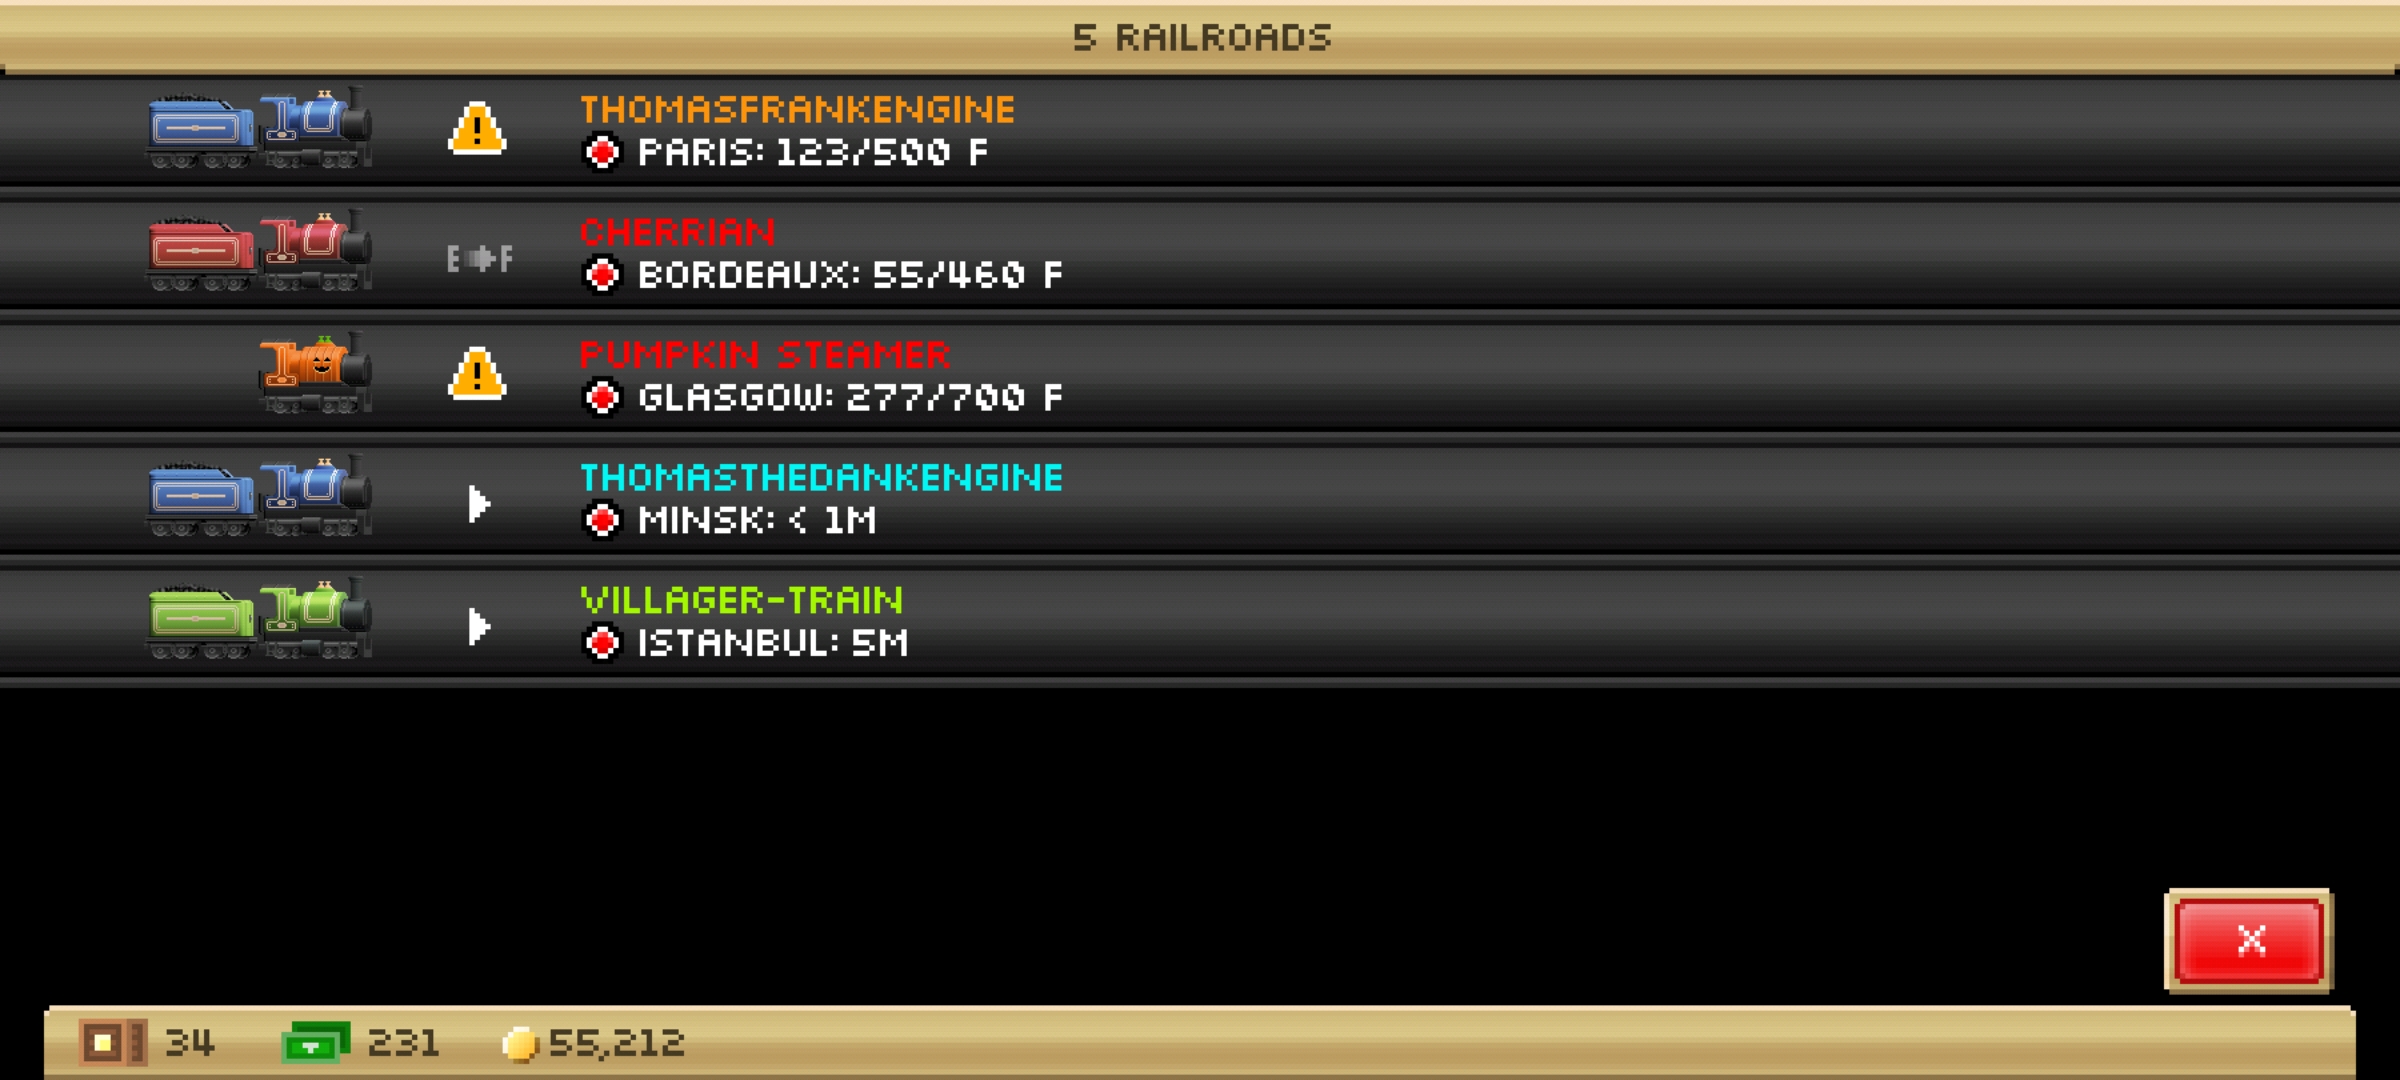 5 RAILROADS
THOMASFRANKENGINE
PARIS: 123/500 F
CHERRIAN
E F
BORDEAUX: 55/460 F
PUMPKIN STEAMER
GLASGOW: 277/700 F
THOMASTHEDANKENGINE
MINSK: < 1M
VILLAGER-TRAIN
ISTANBUL: 5M
X
34 231 55,212